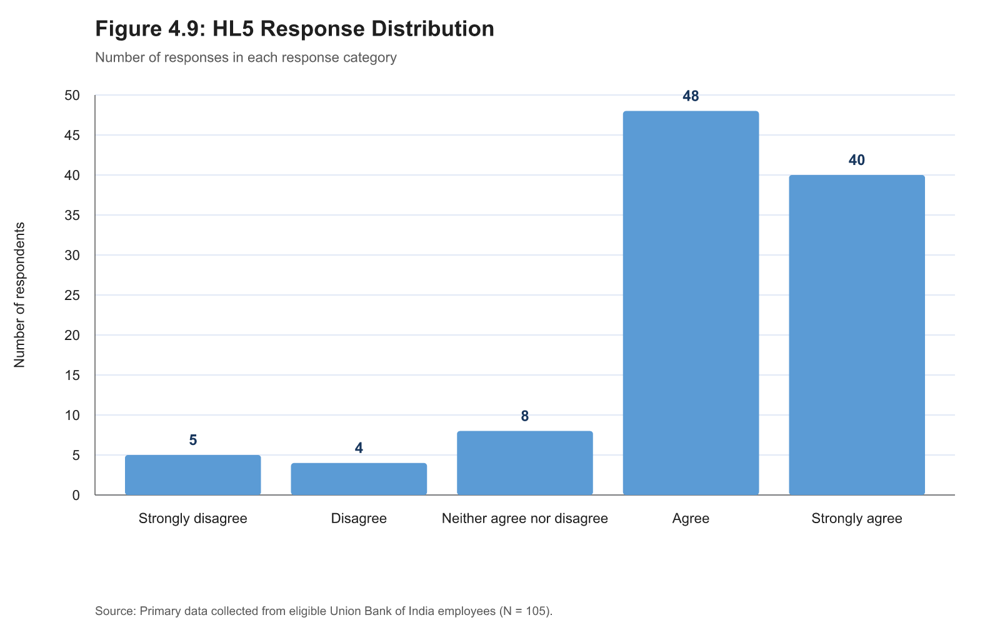 Figure 4.9: HL5 Response Distribution
Number of responses in each response category
Number of respondents
50
45
40
35
30
25
20
15
10
5
0
5
4
8
48
40
Strongly disagree
Disagree
Neither agree nor disagree
Agree
Strongly agree
Source: Primary data collected from eligible Union Bank of India employees (N = 105).